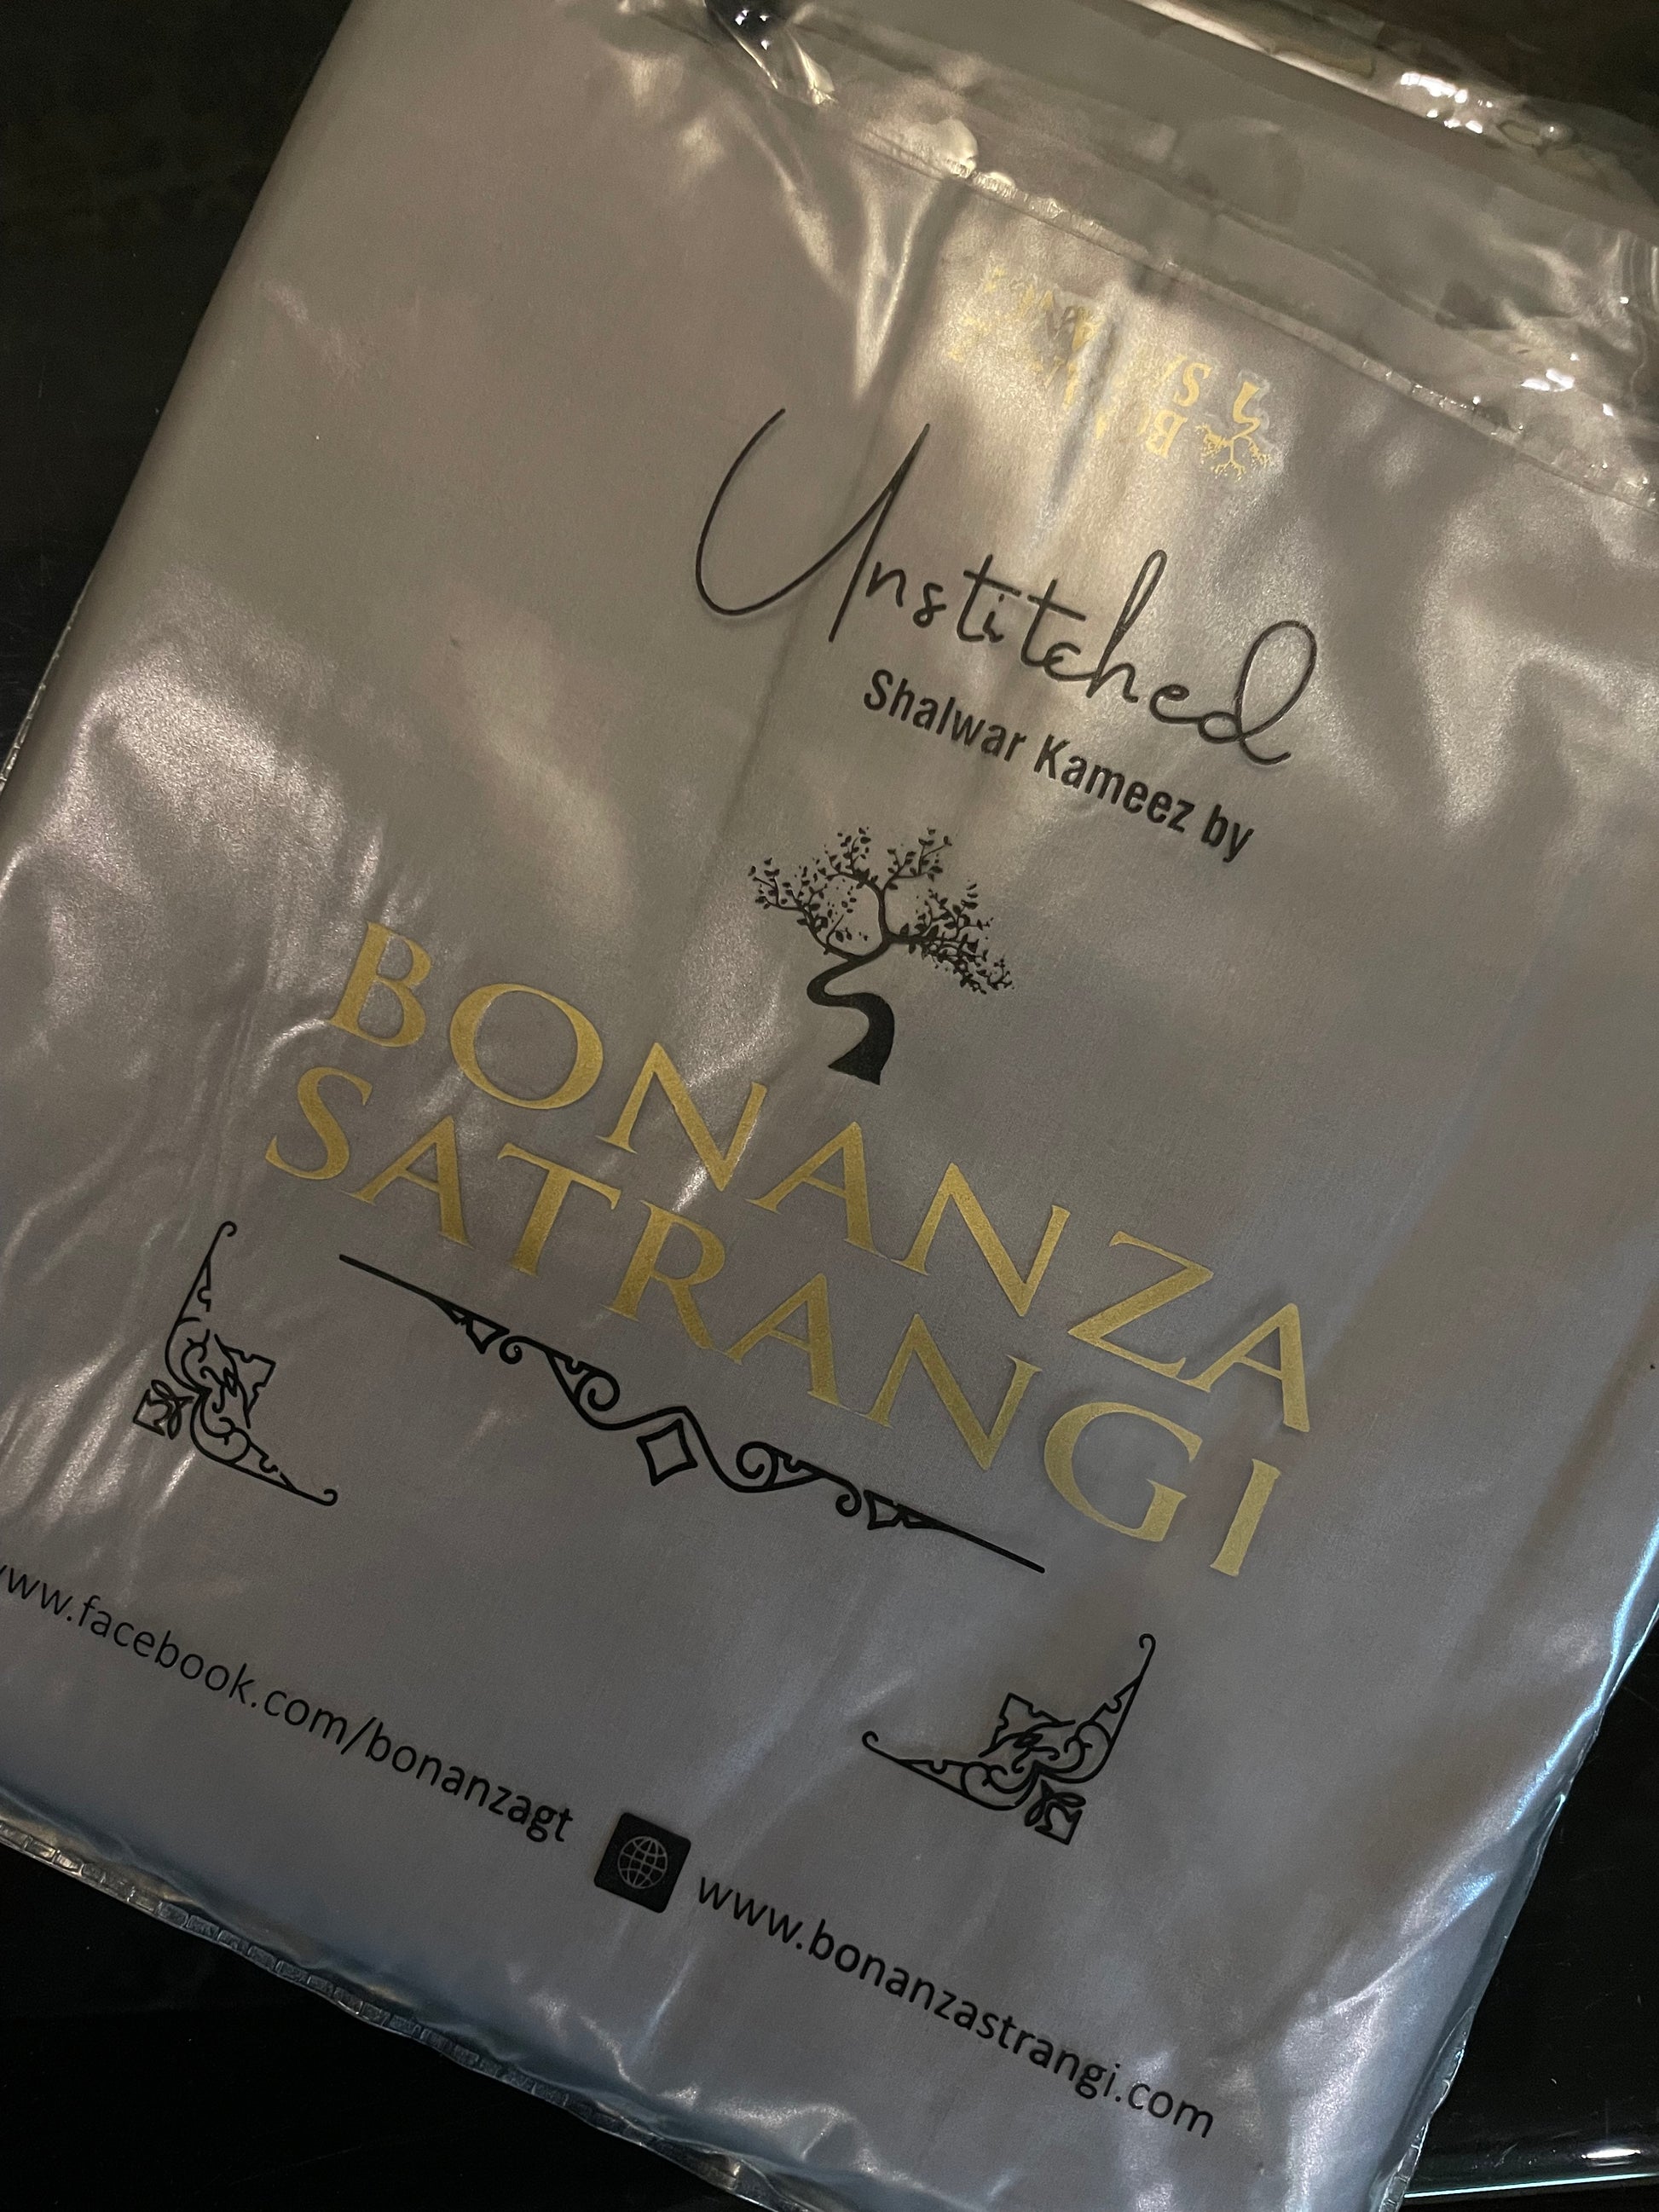 Unstitched
Shalwar Kameez by
BONANZA
SATRANGI
www.facebook.com/bonanzagt
www.bonanzastrangi.com